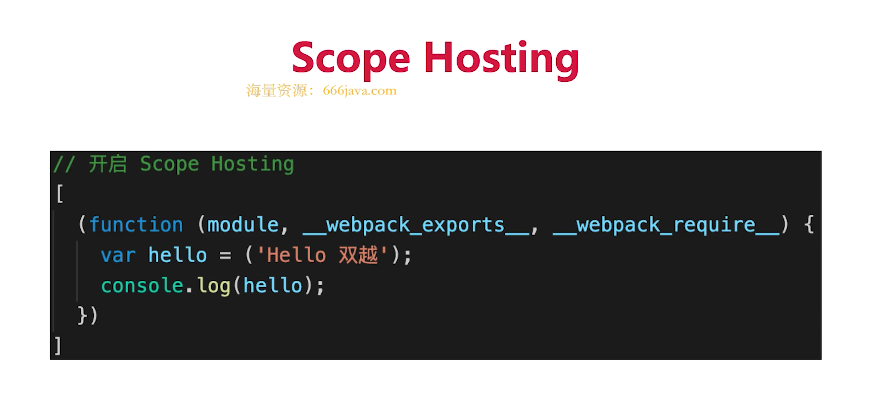 Scope Hosting
海量资源：666java.com
// 开启 Scope Hosting
[
  (function (module, __webpack_exports__, __webpack_require__) {
    var hello = ('Hello 双越');
    console.log(hello);
  })
]